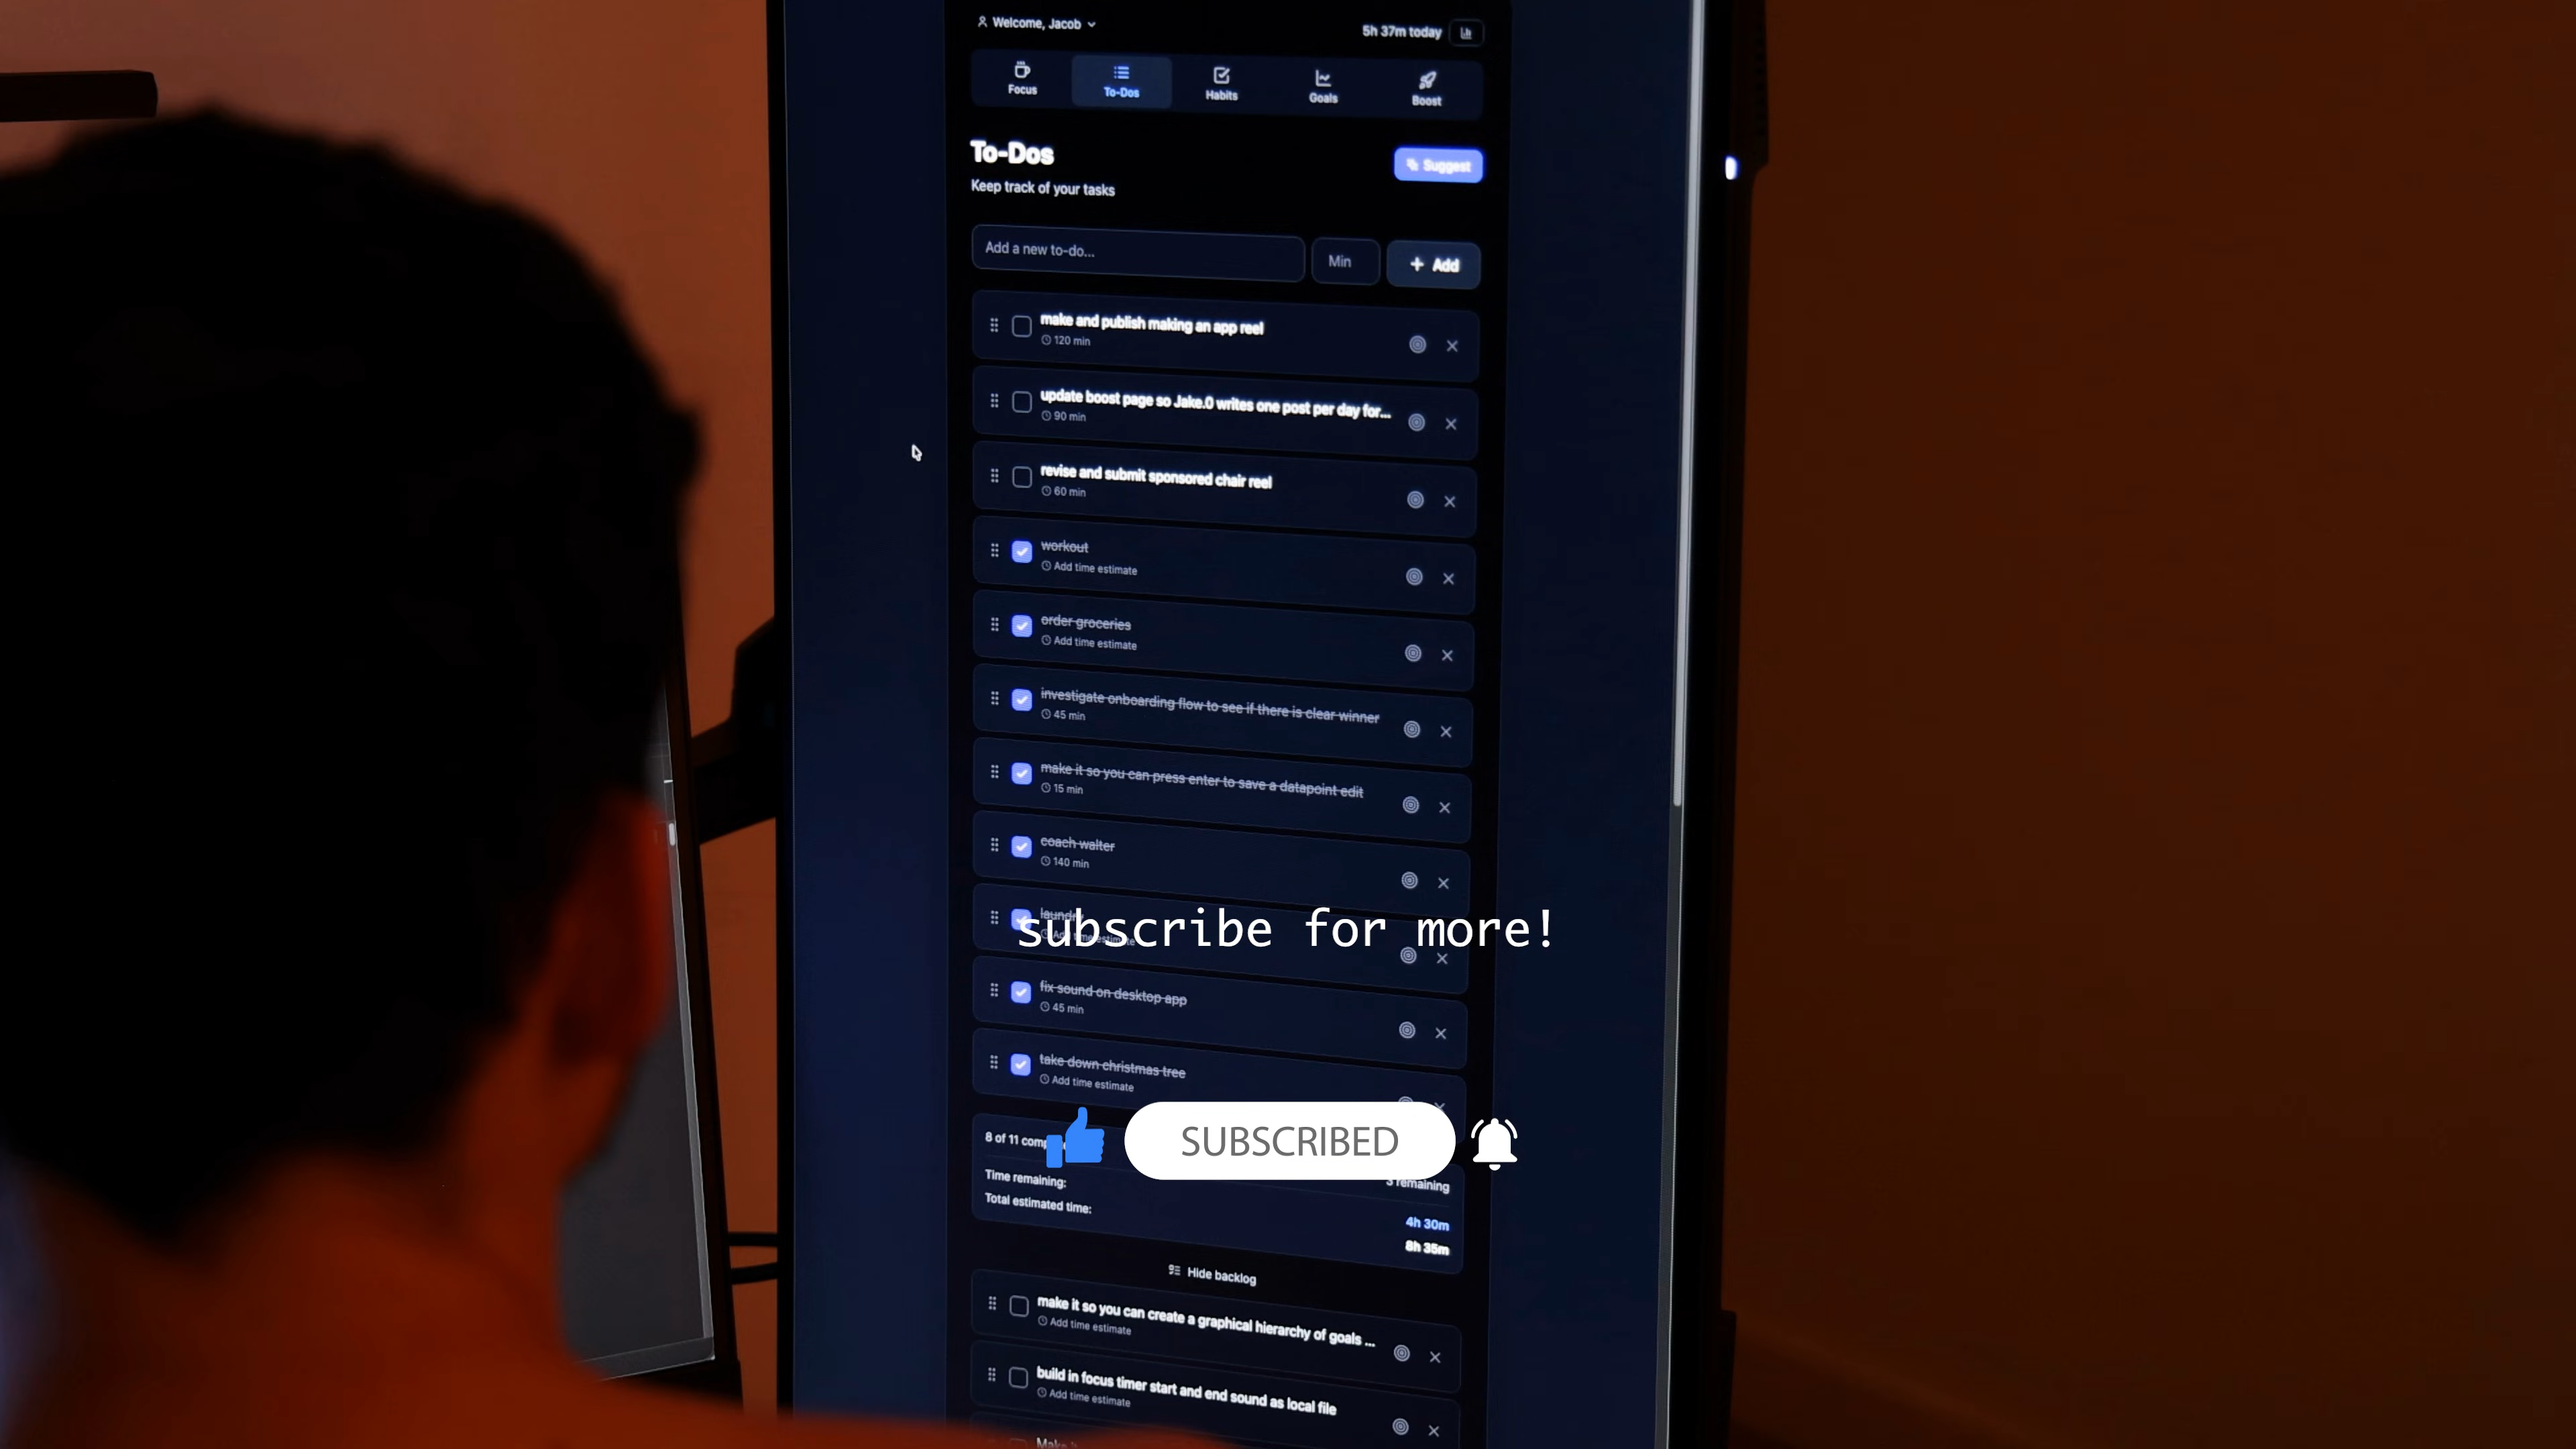 Welcome, Jacob
5h 37m today
Focus
To-Dos
Habits
Goals
Boost
To-Dos
Suggest
Keep track of your tasks
Add a new to-do...
Min
+ Add
make and publish making an app reel
120 min
update boost page so Jake.0 writes one post per day for...
90 min
revise and submit sponsored chair reel
60 min
workout
Add time estimate
order groceries
Add time estimate
investigate onboarding flow to see if there is clear winner
45 min
make it so you can press enter to save a datapoint edit
15 min
coach walter
140 min
laundry
Add time estimate
subscribe for more!
fix sound on desktop app
45 min
take down christmas tree
Add time estimate
8 of 11
SUBSCRIBED
3 remaining
Time remaining:
4h 30m
Total estimated time:
8h 35m
Hide backlog
make it so you can create a graphical hierarchy of goals ...
Add time estimate
build in focus timer start and end sound as local file
Add time estimate